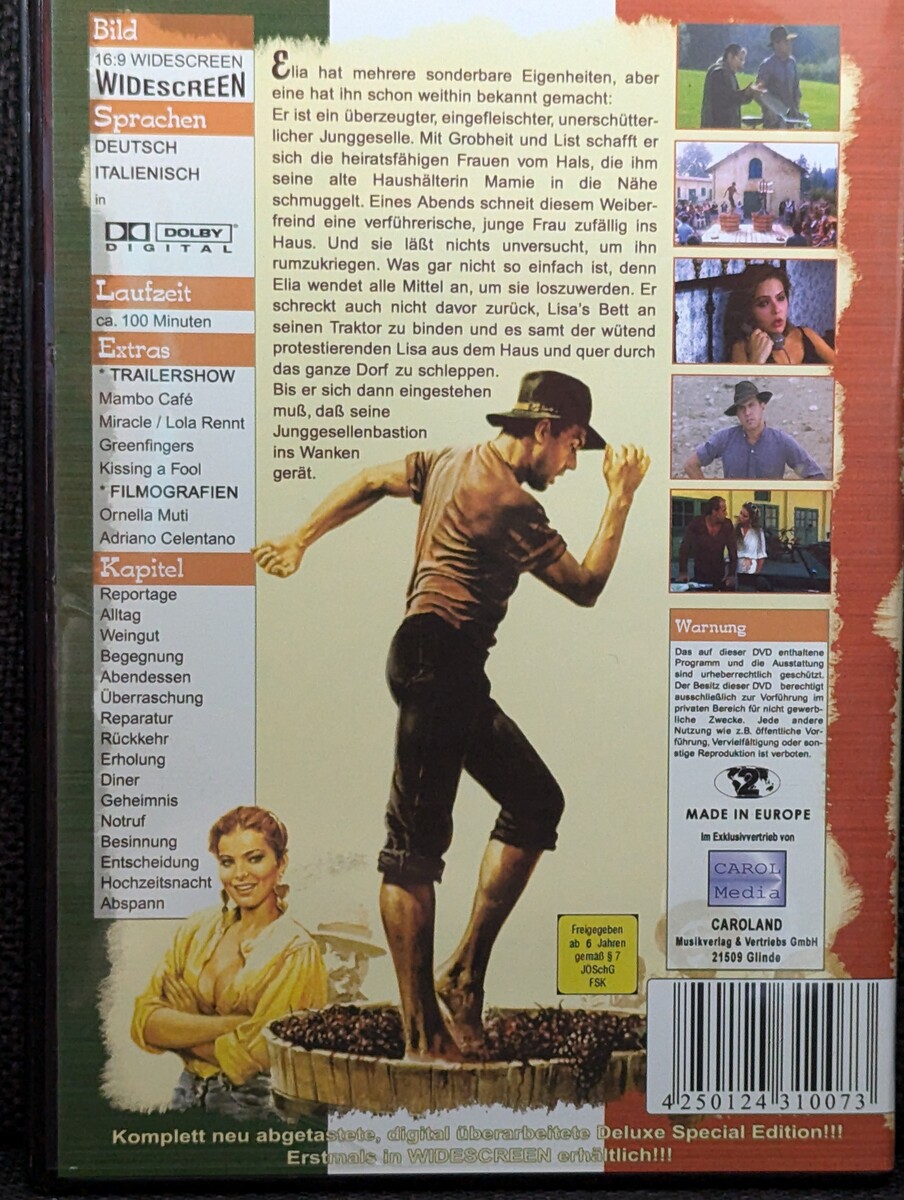 Bild
16:9 WIDESCREEN
WIDESCREEN
Sprachen
DEUTSCH
ITALIENISCH
in
DOLBY
DIGITAL
Laufzeit
ca. 100 Minuten
Extras
* TRAILERSHOW
Mambo Café
Miracle / Lola Rennt
Greenfingers
Kissing a Fool
* FILMOGRAFIEN
Ornella Muti
Adriano Celentano
Kapitel
Reportage
Alltag
Weingut
Begegnung
Abendessen
Überraschung
Reparatur
Rückkehr
Erholung
Diner
Geheimnis
Notruf
Besinnung
Entscheidung
Hochzeitsnacht
Abspann
Elia hat mehrere sonderbare Eigenheiten, aber
eine hat ihn schon weithin bekannt gemacht:
Er ist ein überzeugter, eingefleischter, unerschütter-
licher Junggeselle. Mit Grobheit und List schafft er
sich die heiratsfähigen Frauen vom Hals, die ihm
seine alte Haushälterin Mamie in die Nähe
schmuggelt. Eines Abends schneit diesem Weiber-
freind eine verführerische, junge Frau zufällig ins
Haus. Und sie läßt nichts unversucht, um ihn
rumzukriegen. Was gar nicht so einfach ist, denn
Elia wendet alle Mittel an, um sie loszuwerden. Er
schreckt auch nicht davor zurück, Lisa's Bett an
seinen Traktor zu binden und es samt der wütend
protestierenden Lisa aus dem Haus und quer durch
das ganze Dorf zu schleppen.
Bis er sich dann eingestehen
muß, daß seine
Junggesellenbastion
ins Wanken
gerät.
Warnung
Das auf dieser DVD enthaltene
Programm und die Ausstattung
sind urheberrechtlich geschützt.
Der Besitz dieser DVD berechtigt
ausschließlich zur Vorführung im
privaten Bereich für nicht gewerb-
liche Zwecke. Jede andere
Nutzung wie z.B. öffentliche Vor-
führung, Vervielfältigung oder son-
stige Reproduktion ist verboten.
2
MADE IN EUROPE
Im Exklusivvertrieb von
CAROL
Media
CAROLAND
Musikverlag & Vertriebs GmbH
21509 Glinde
Freigegeben
ab 6 Jahren
gemäß § 7
JÖSchG
FSK
4 250124 310073
Komplett neu abgetastete, digital überarbeitete Deluxe Special Edition!!!
Erstmals in WIDESCREEN erhältlich!!!